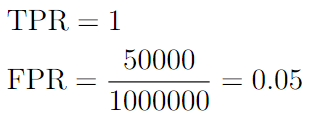 TPR = 1
FPR = 50000 / 1000000 = 0.05